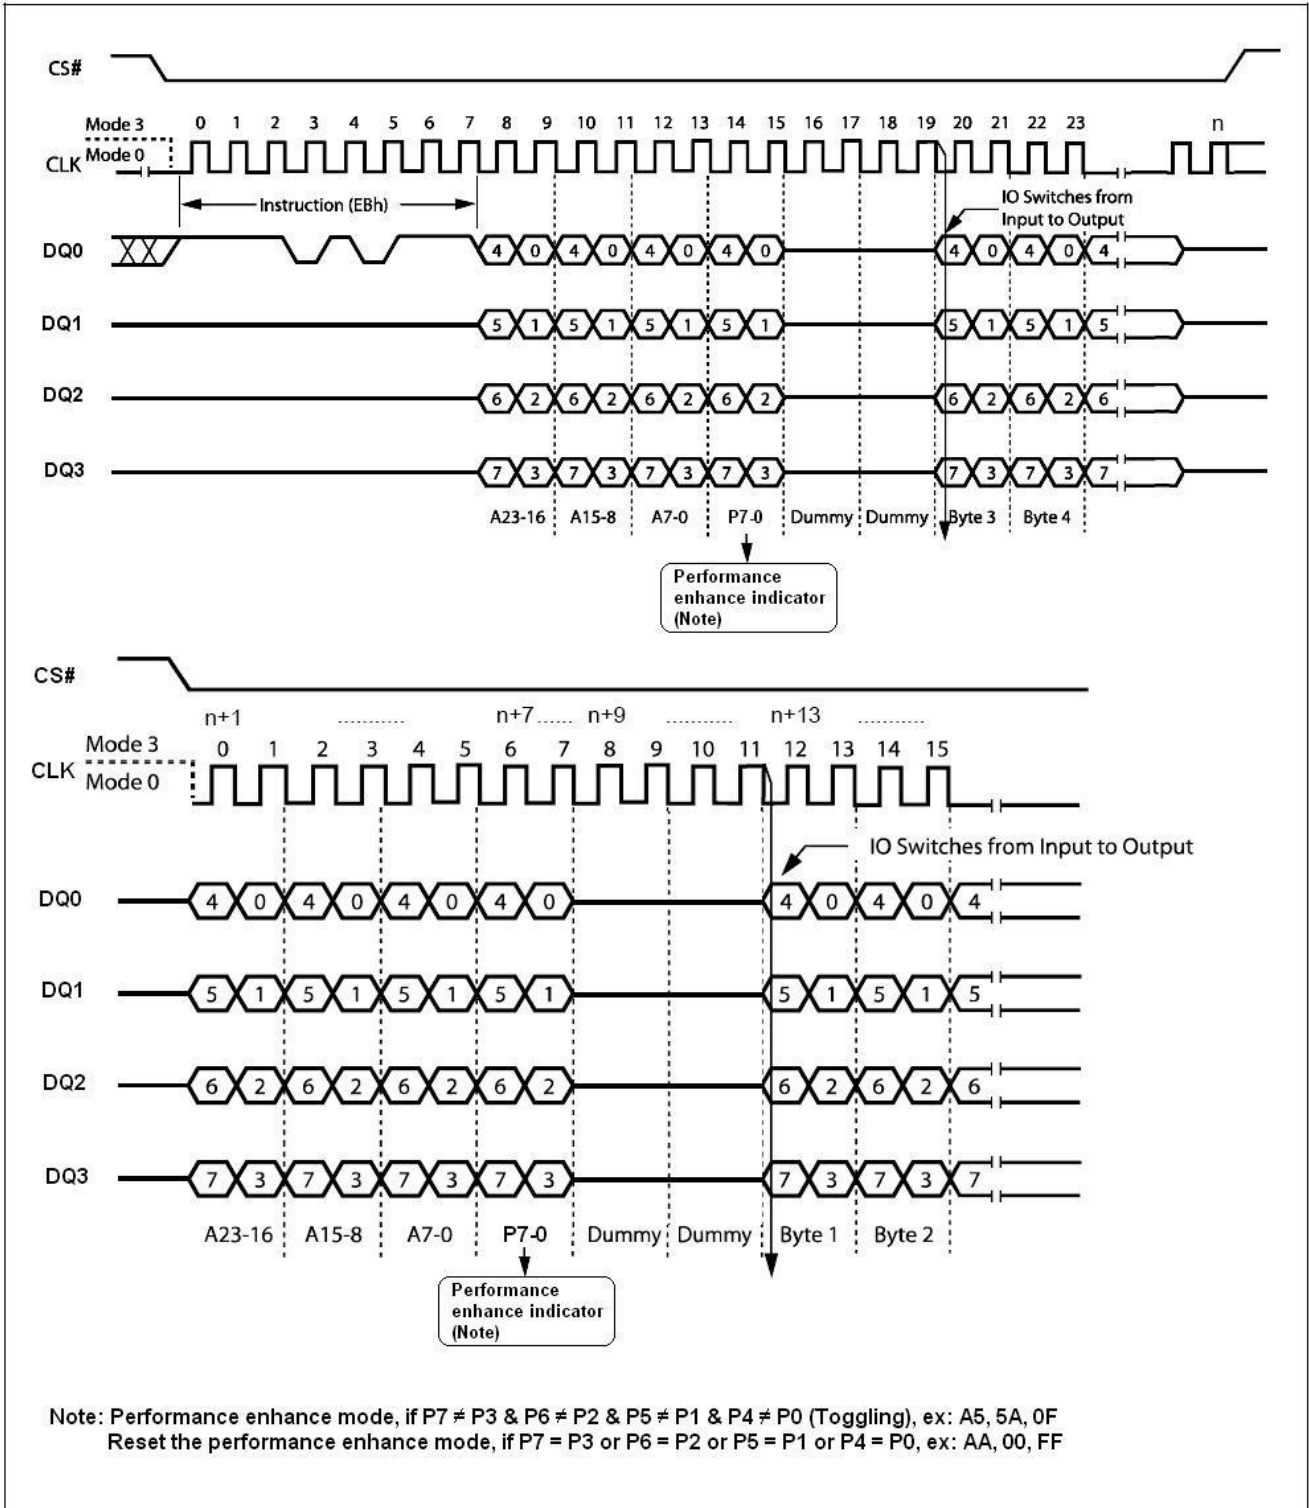 CS#
Mode 3
0 1 2 3 4 5 6 7 8 9 10 11 12 13 14 15 16 17 18 19 20 21 22 23 n
CLK
Mode 0
Instruction (EBh)
IO Switches from
Input to Output
DQ0
4 0 4 0 4 0 4 0 4 0 4 0 4
DQ1
5 1 5 1 5 1 5 1 5 1 5 1 5
DQ2
6 2 6 2 6 2 6 2 6 2 6 2 6
DQ3
7 3 7 3 7 3 7 3 7 3 7 3 7
A23-16 A15-8 A7-0 P7-0 Dummy Dummy Byte 3 Byte 4
Performance
enhance indicator
(Note)
CS#
n+1 ........... n+7 ...... n+9 ........... n+13 ...........
Mode 3
0 1 2 3 4 5 6 7 8 9 10 11 12 13 14 15
CLK
Mode 0
IO Switches from Input to Output
DQ0
4 0 4 0 4 0 4 0 4 0 4 0 4
DQ1
5 1 5 1 5 1 5 1 5 1 5 1 5
DQ2
6 2 6 2 6 2 6 2 6 2 6 2 6
DQ3
7 3 7 3 7 3 7 3 7 3 7 3 7
A23-16 A15-8 A7-0 P7-0 Dummy Dummy Byte 1 Byte 2
Performance
enhance indicator
(Note)
Note: Performance enhance mode, if P7 ≠ P3 & P6 ≠ P2 & P5 ≠ P1 & P4 ≠ P0 (Toggling), ex: A5, 5A, 0F
Reset the performance enhance mode, if P7 = P3 or P6 = P2 or P5 = P1 or P4 = P0, ex: AA, 00, FF